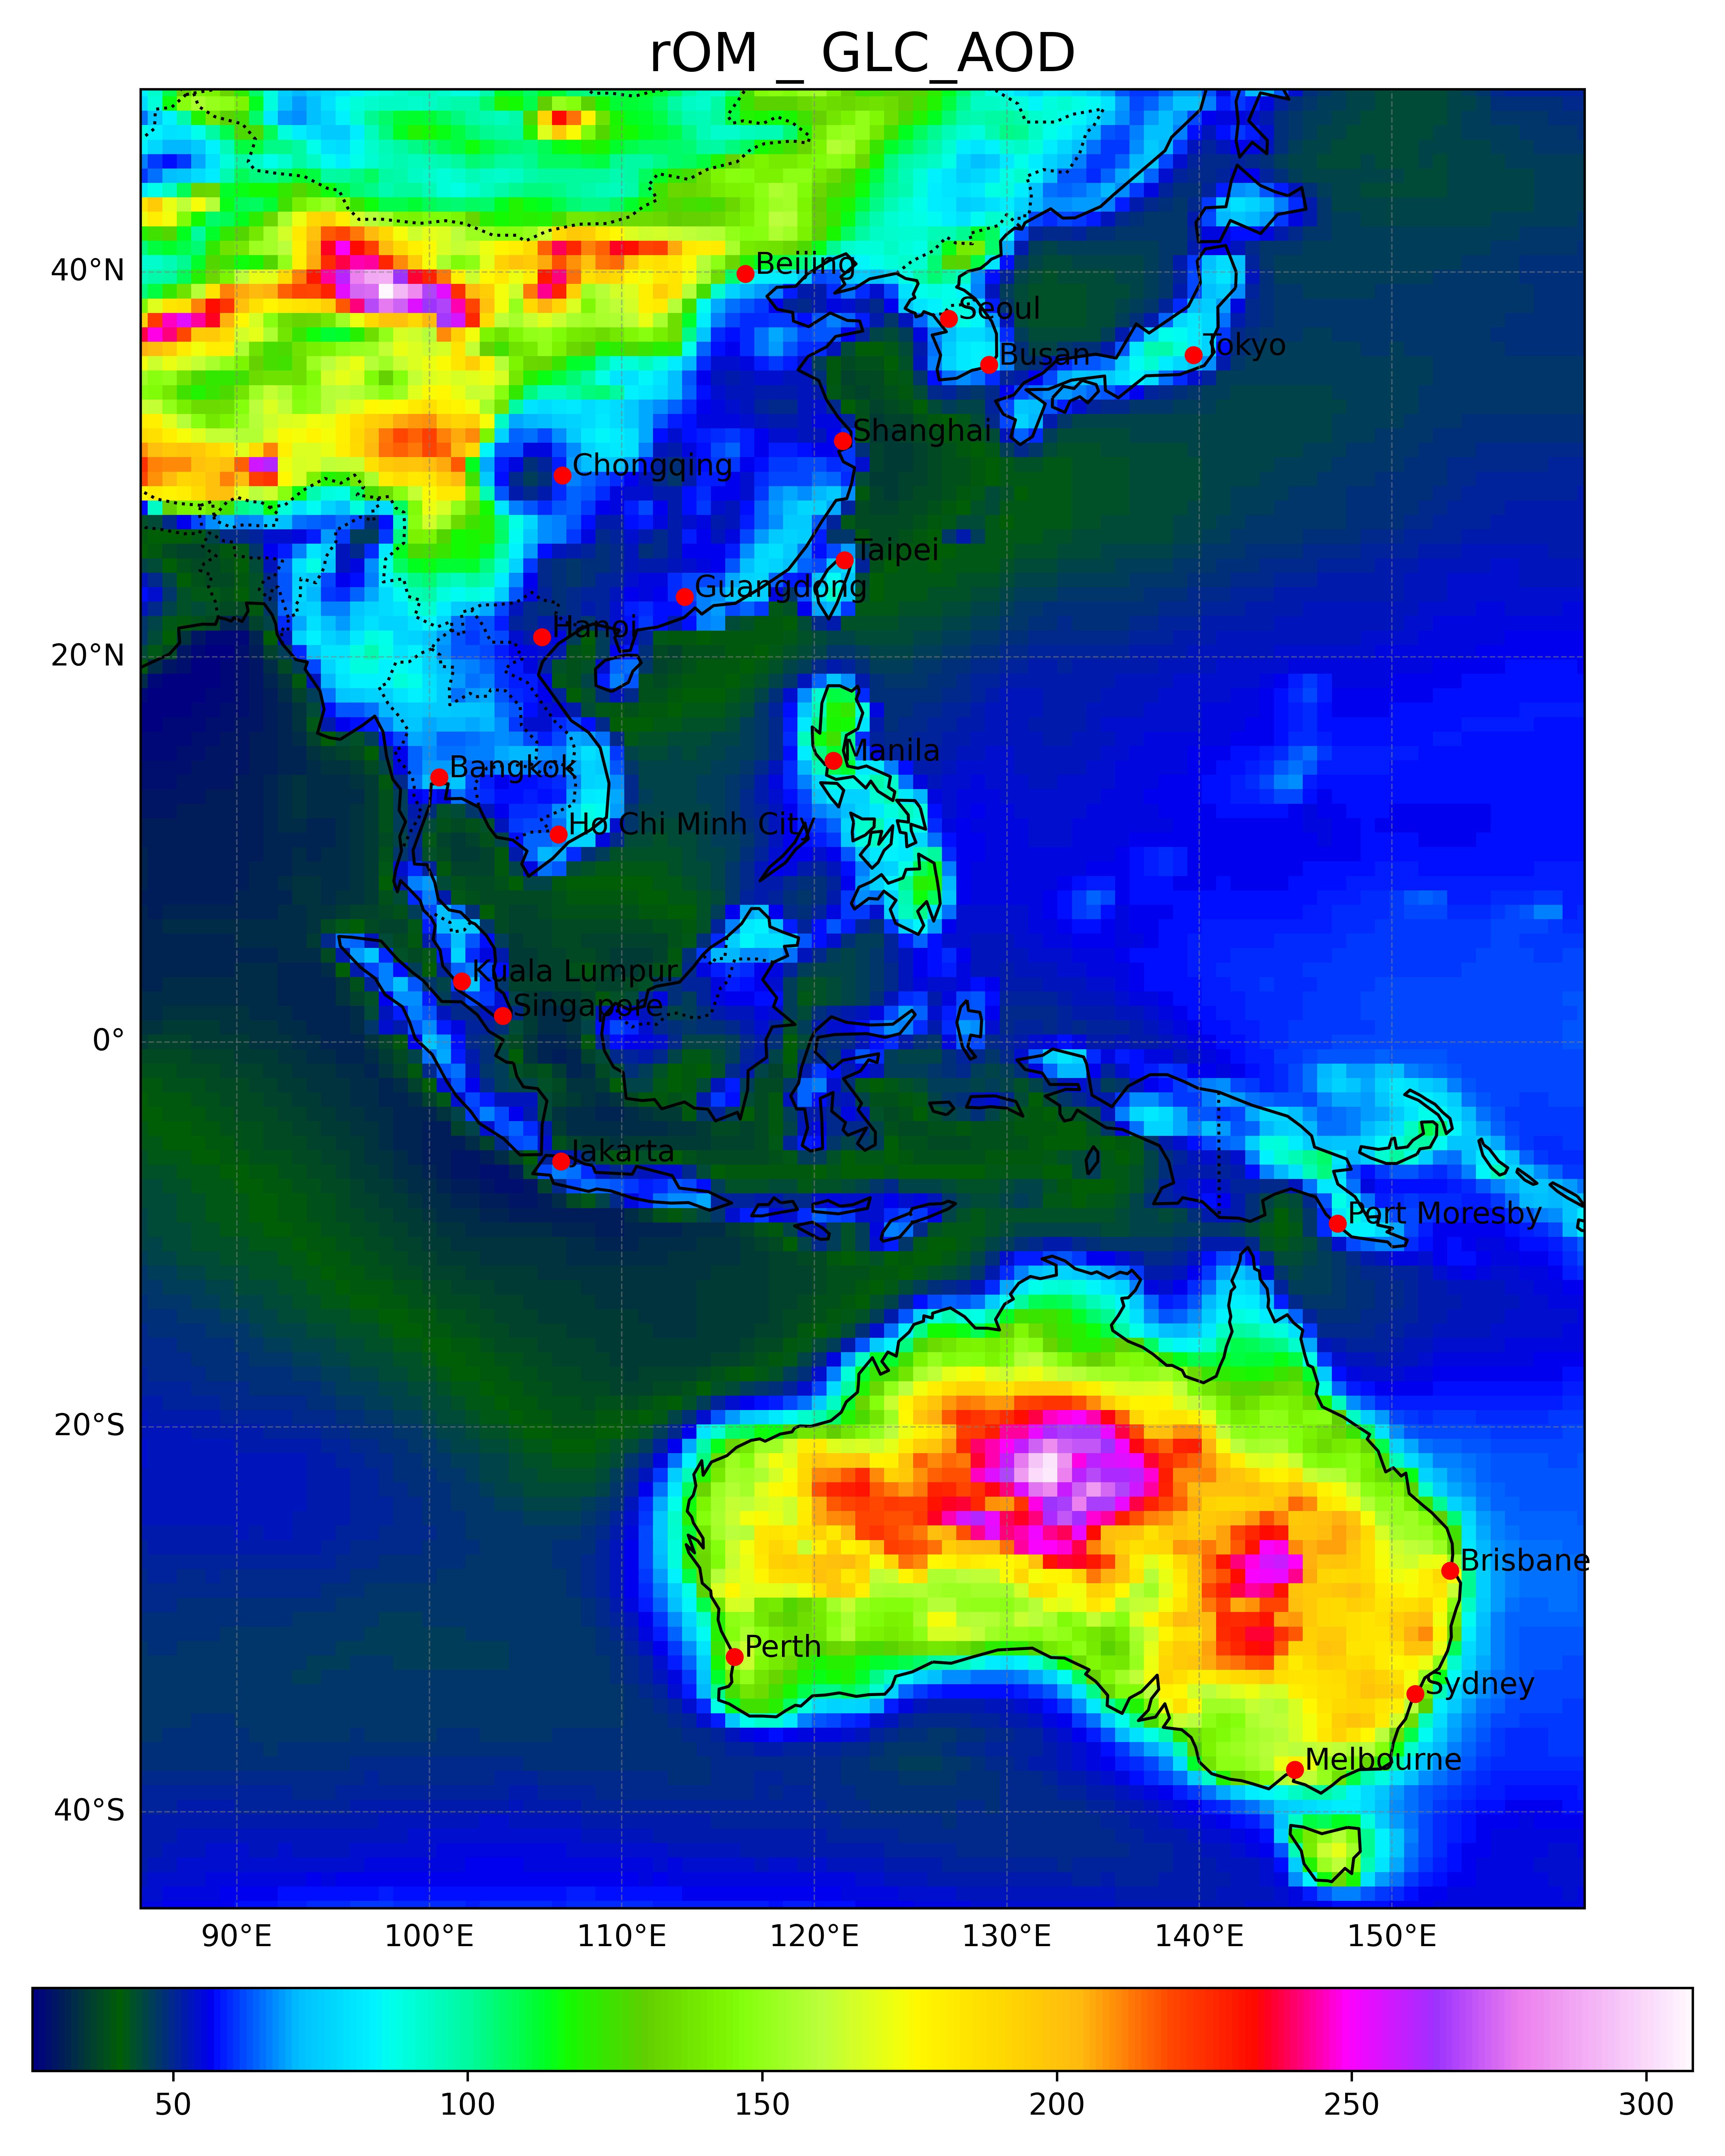 rOM _ GLC_AOD
40°N
20°N
0°
20°S
40°S
Beijing
Seoul
Tokyo
Busan
Shanghai
Chongqing
Taipei
Guangdong
Hanoi
Manila
Bangkok
Ho Chi Minh City
Kuala Lumpur
Singapore
Jakarta
Port Moresby
Brisbane
Perth
Sydney
Melbourne
90°E 100°E 110°E 120°E 130°E 140°E 150°E
50 100 150 200 250 300